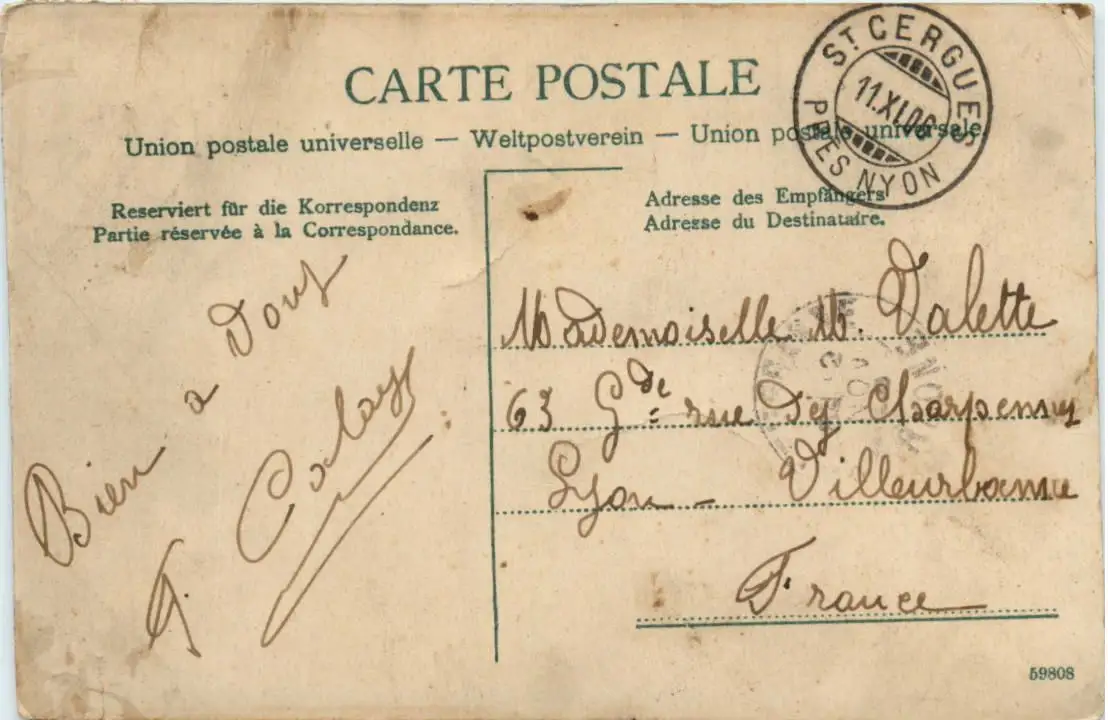 CARTE POSTALE
Union postale universelle — Weltpostverein — Union postale universale.
ST CERGUES
11.XI.06
PRÈS NYON
Reserviert für die Korrespondenz
Partie réservée à la Correspondance.
Adresse des Empfängers
Adresse du Destinataire.
Bien a Vous
Mademoiselle M. Valette
63 Gde rue des Charpennes
Lyon - Villeurbanne
France
59808